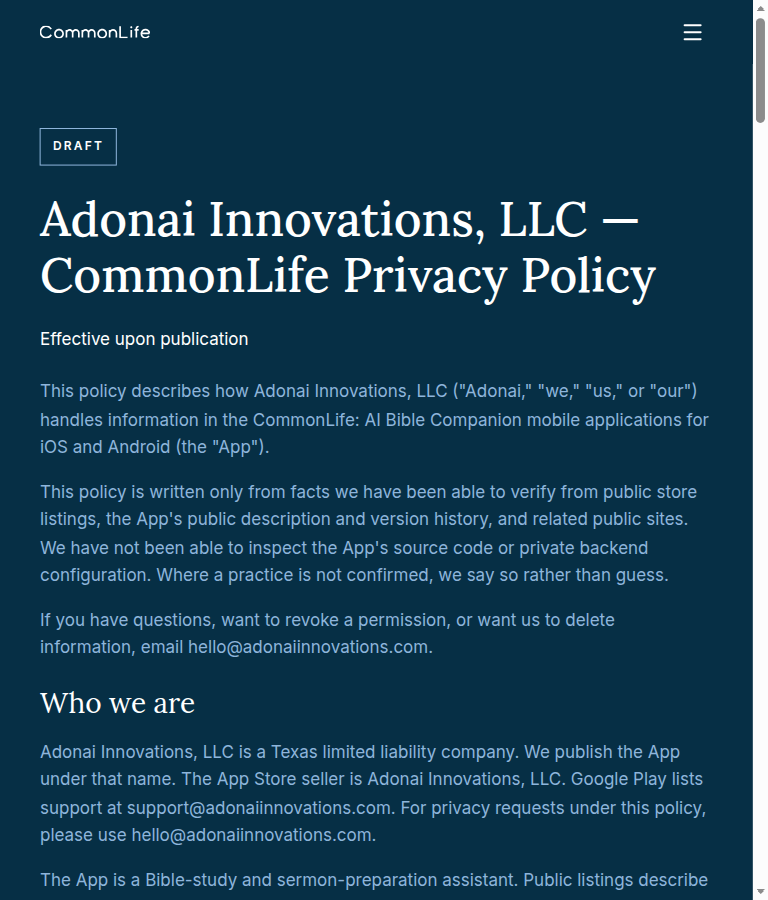 CommonLife
DRAFT
Adonai Innovations, LLC —
CommonLife Privacy Policy
Effective upon publication
This policy describes how Adonai Innovations, LLC ("Adonai," "we," "us," or "our")
handles information in the CommonLife: AI Bible Companion mobile applications for
iOS and Android (the "App").
This policy is written only from facts we have been able to verify from public store
listings, the App's public description and version history, and related public sites.
We have not been able to inspect the App's source code or private backend
configuration. Where a practice is not confirmed, we say so rather than guess.
If you have questions, want to revoke a permission, or want us to delete
information, email hello@adonaiinnovations.com.
Who we are
Adonai Innovations, LLC is a Texas limited liability company. We publish the App
under that name. The App Store seller is Adonai Innovations, LLC. Google Play lists
support at support@adonaiinnovations.com. For privacy requests under this policy,
please use hello@adonaiinnovations.com.
The App is a Bible-study and sermon-preparation assistant. Public listings describe